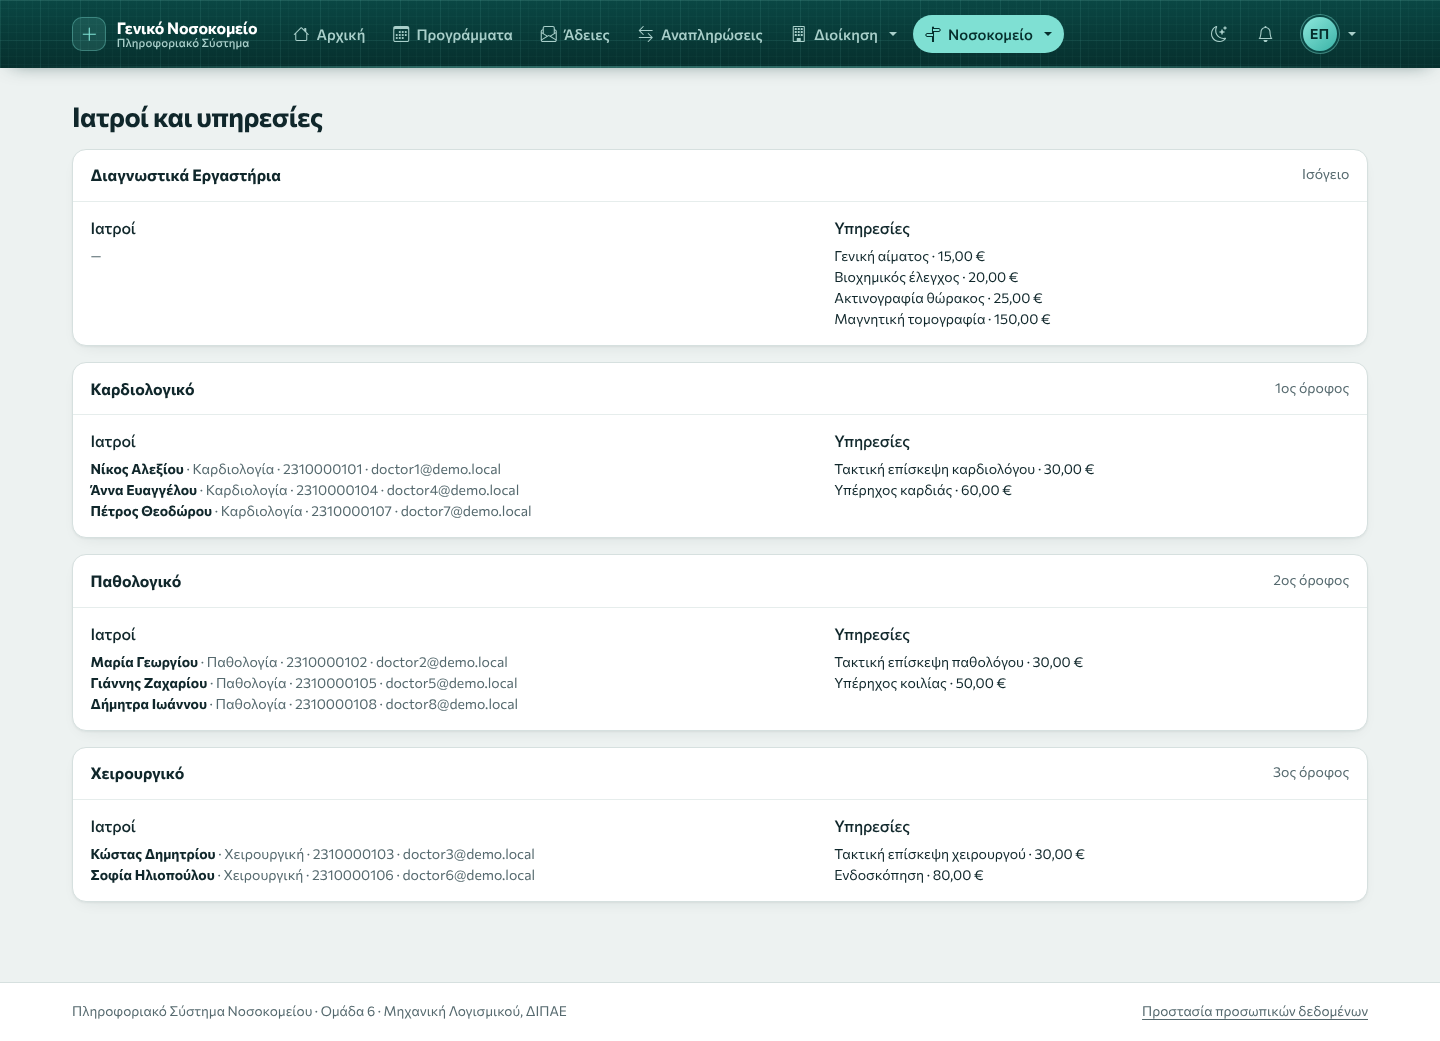 Γενικό Νοσοκομείο
Πληροφοριακό Σύστημα
Αρχική
Προγράμματα
Άδειες
Αναπληρώσεις
Διοίκηση
Νοσοκομείο
ΕΠ
Ιατροί και υπηρεσίες
Διαγνωστικά Εργαστήρια
Ισόγειο
Ιατροί
—
Υπηρεσίες
Γενική αίματος · 15,00 €
Βιοχημικός έλεγχος · 20,00 €
Ακτινογραφία θώρακος · 25,00 €
Μαγνητική τομογραφία · 150,00 €
Καρδιολογικό
1ος όροφος
Ιατροί
Νίκος Αλεξίου · Καρδιολογία · 2310000101 · doctor1@demo.local
Άννα Ευαγγέλου · Καρδιολογία · 2310000104 · doctor4@demo.local
Πέτρος Θεοδώρου · Καρδιολογία · 2310000107 · doctor7@demo.local
Υπηρεσίες
Τακτική επίσκεψη καρδιολόγου · 30,00 €
Υπέρηχος καρδιάς · 60,00 €
Παθολογικό
2ος όροφος
Ιατροί
Μαρία Γεωργίου · Παθολογία · 2310000102 · doctor2@demo.local
Γιάννης Ζαχαρίου · Παθολογία · 2310000105 · doctor5@demo.local
Δήμητρα Ιωάννου · Παθολογία · 2310000108 · doctor8@demo.local
Υπηρεσίες
Τακτική επίσκεψη παθολόγου · 30,00 €
Υπέρηχος κοιλίας · 50,00 €
Χειρουργικό
3ος όροφος
Ιατροί
Κώστας Δημητρίου · Χειρουργική · 2310000103 · doctor3@demo.local
Σοφία Ηλιοπούλου · Χειρουργική · 2310000106 · doctor6@demo.local
Υπηρεσίες
Τακτική επίσκεψη χειρουργού · 30,00 €
Ενδοσκόπηση · 80,00 €
Πληροφοριακό Σύστημα Νοσοκομείου · Ομάδα 6 · Μηχανική Λογισμικού, ΔΙΠΑΕ
Προστασία προσωπικών δεδομένων